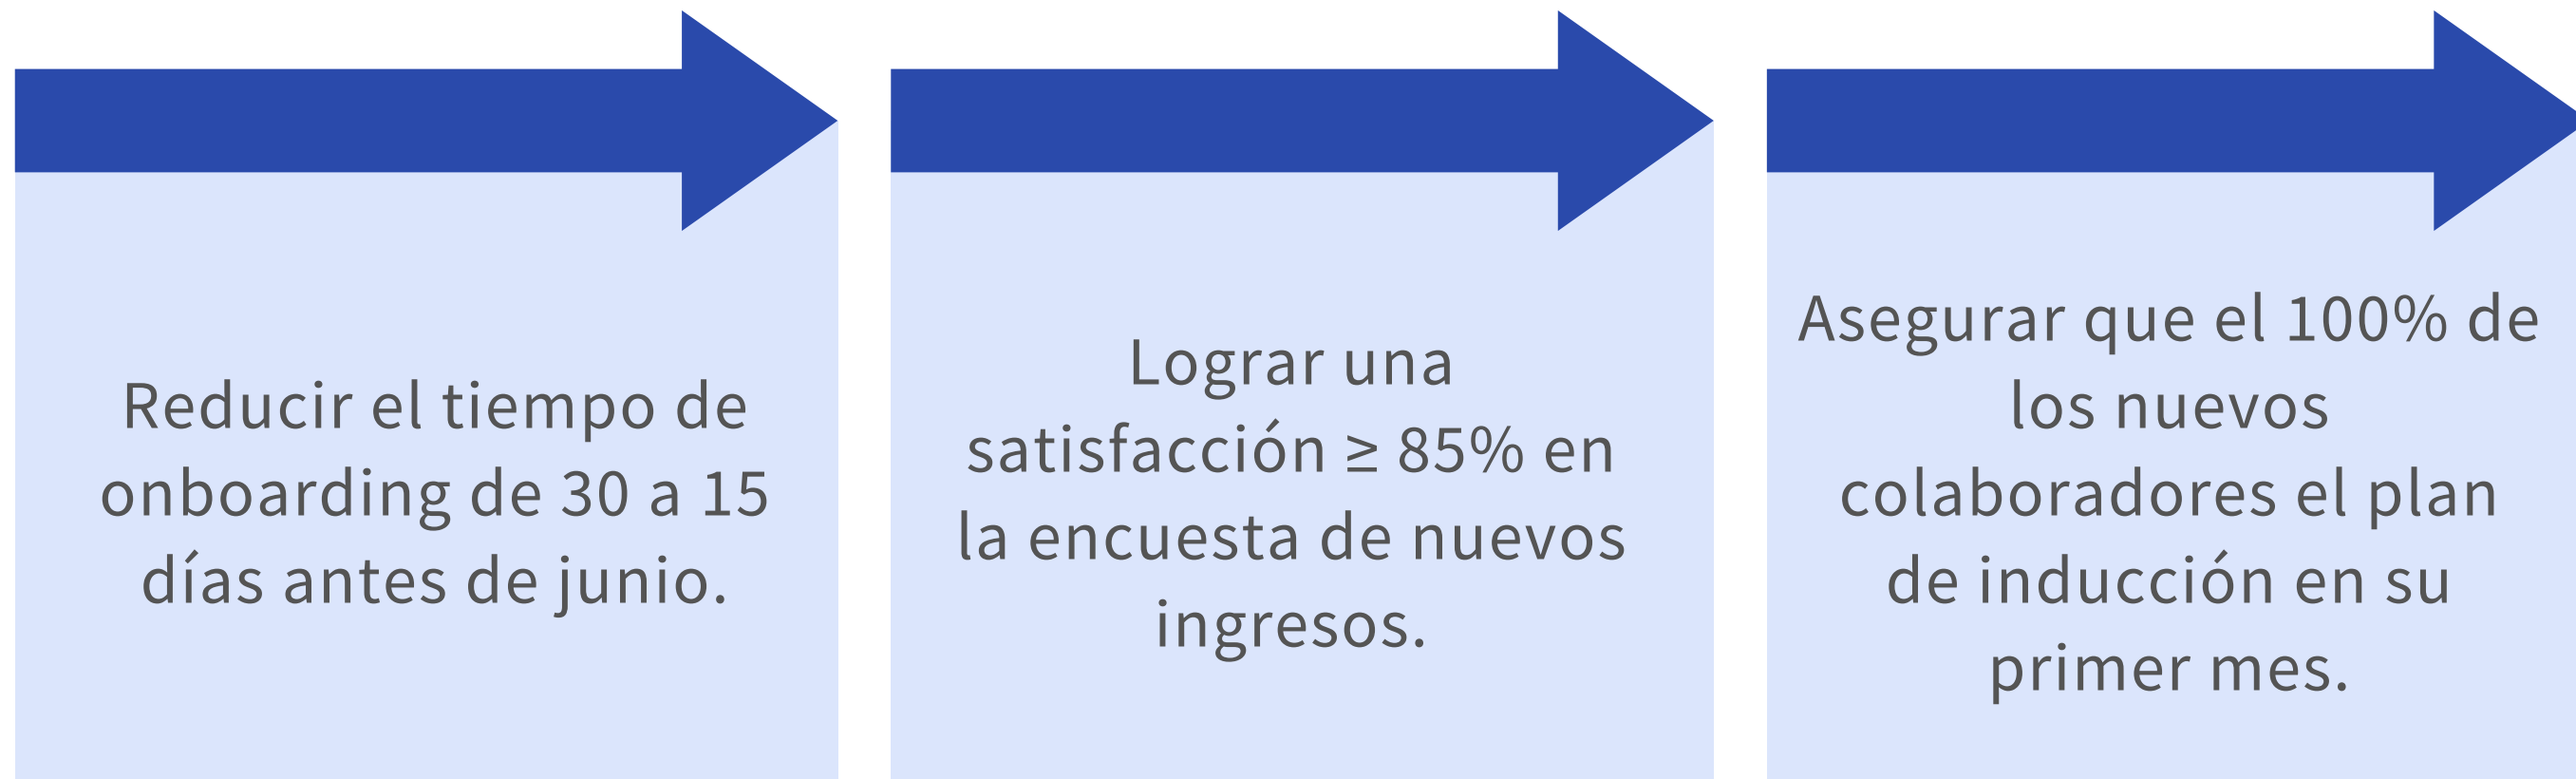 Reducir el tiempo de
onboarding de 30 a 15
días antes de junio.
Lograr una
satisfacción ≥ 85% en
la encuesta de nuevos
ingresos.
Asegurar que el 100% de
los nuevos
colaboradores el plan
de inducción en su
primer mes.